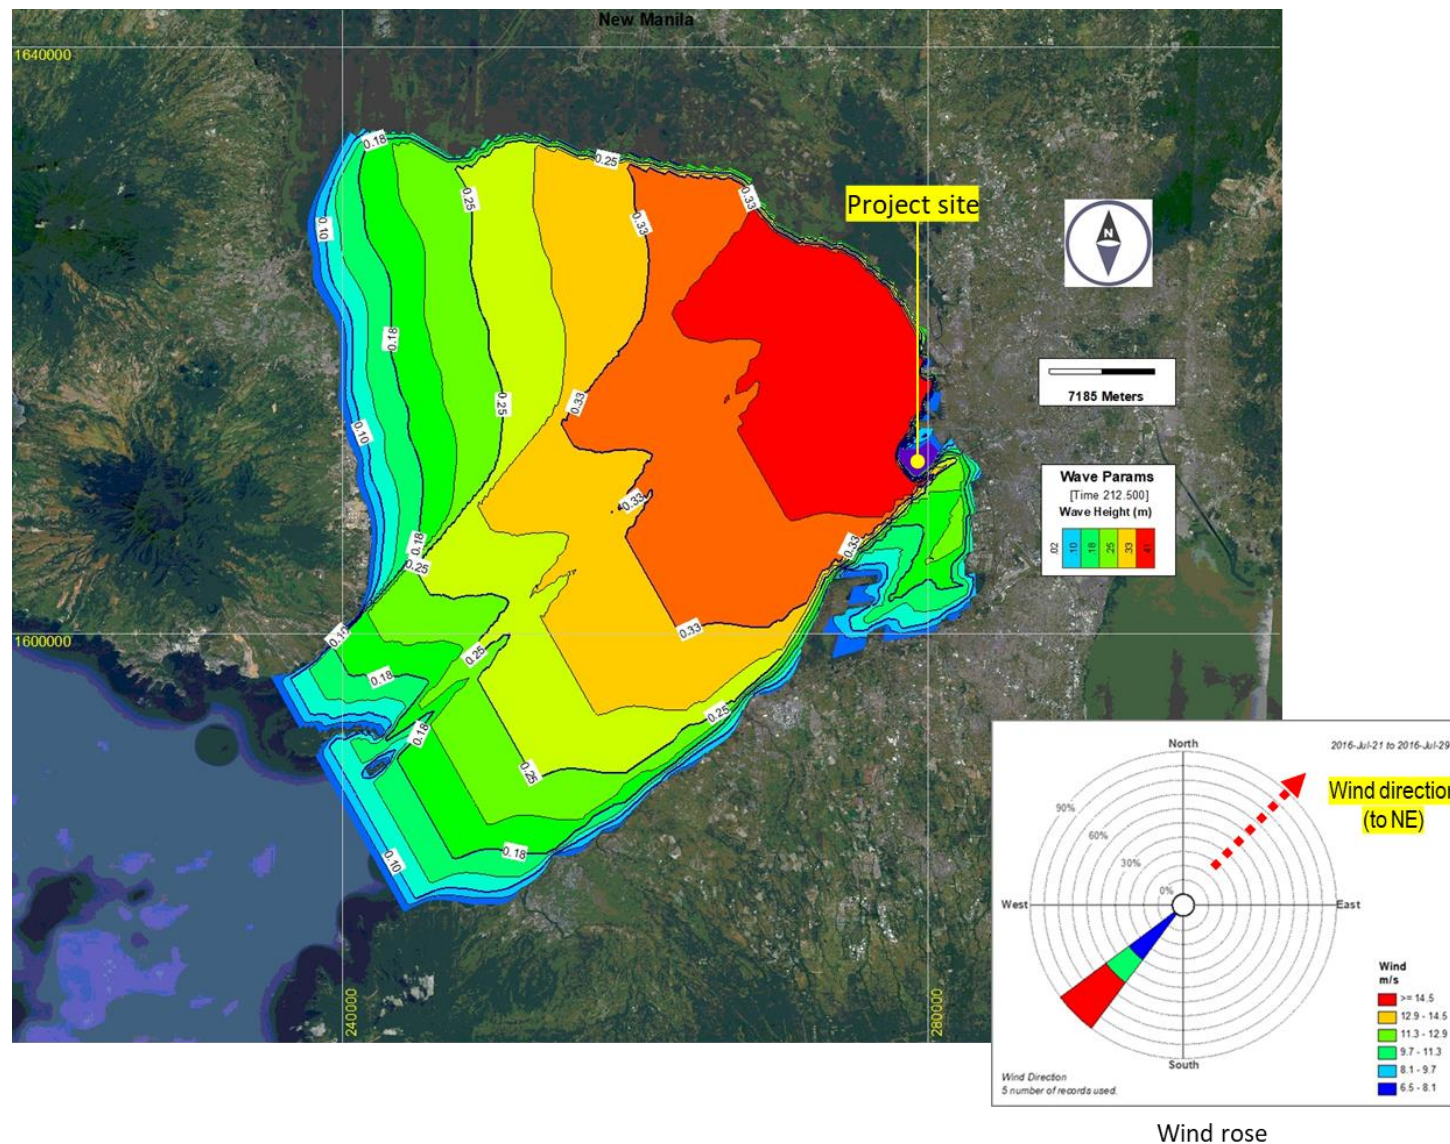 New Manila
1640000
0.18
0.25
0.33
0.33
0.25
0.10
0.33
Project site
N
0.18
0.25
0.33
0.10
7185 Meters
0.33
Wave Params
[Time 212.500]
Wave Height (m)
.02
.10
.18
.25
.33
.41
0.18
0.25
0.33
0.10
1600000
0.33
0.25
0.18
0.18
0.25
0.25
0.10
0.18
240000
280000
North
2016-Jul-21 to 2016-Jul-29
Wind direction
(to NE)
90%
60%
30%
0%
West
East
South
Wind
m/s
>= 14.5
12.9 - 14.5
11.3 - 12.9
9.7 - 11.3
8.1 - 9.7
6.5 - 8.1
Wind Direction
5 number of records used.
Wind rose